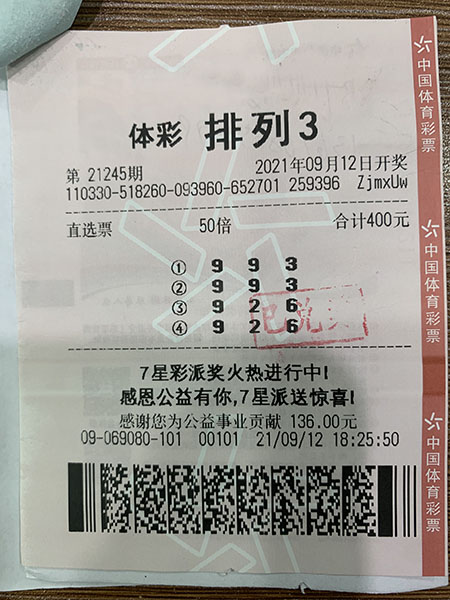 体彩 排列3
第 21245期 2021年09月12日开奖
110330-518260-093960-652701 259396 ZjmxUw
直选票 50倍 合计400元
① 9 9 3
② 9 9 3
③ 9 2 6
④ 9 2 6
已兑奖
7星彩派奖火热进行中!
感恩公益有你,7星派送惊喜!
感谢您为公益事业贡献 136.00元
09-069080-101 00101 21/09/12 18:25:50
中国体育彩票
中国体育彩票
中国体育彩票